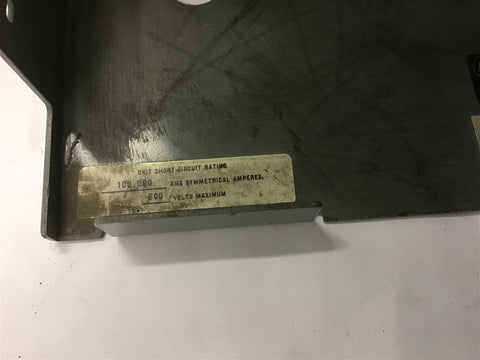 UNIT SHORT-CIRCUIT RATING
100,000 RMS SYMMETRICAL AMPERES,
600 VOLTS MAXIMUM